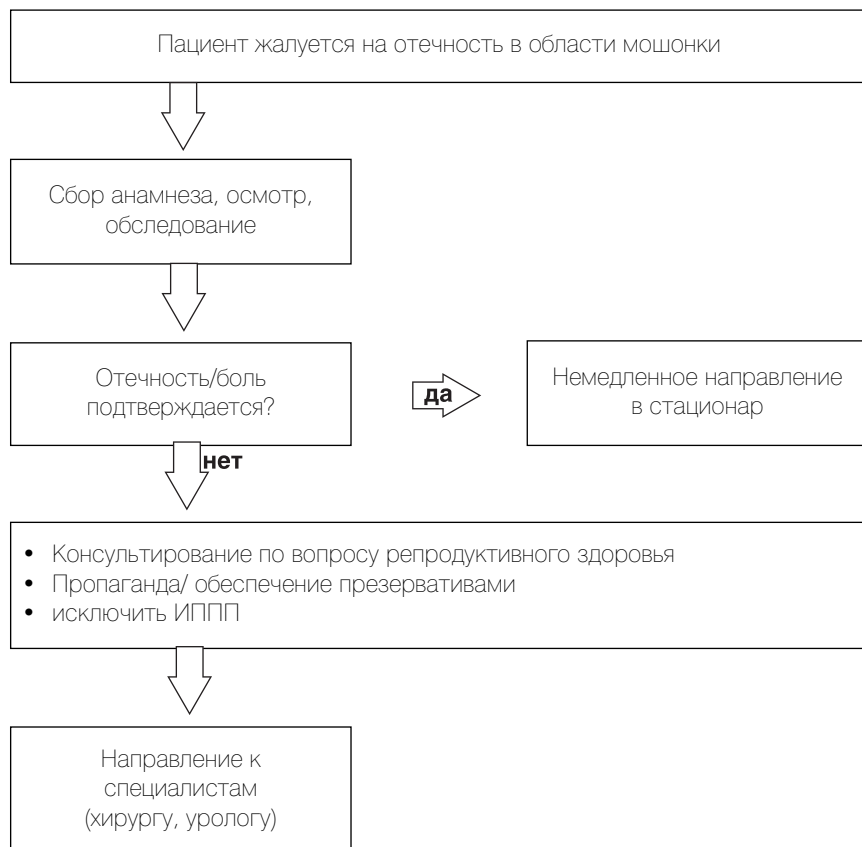 Пациент жалуется на отечность в области мошонки
Сбор анамнеза, осмотр,
обследование
Отечность/боль
подтверждается?
да
Немедленное направление
в стационар
нет
• Консультирование по вопросу репродуктивного здоровья
• Пропаганда/ обеспечение презервативами
• исключить ИППП
Направление к
специалистам
(хирургу, урологу)